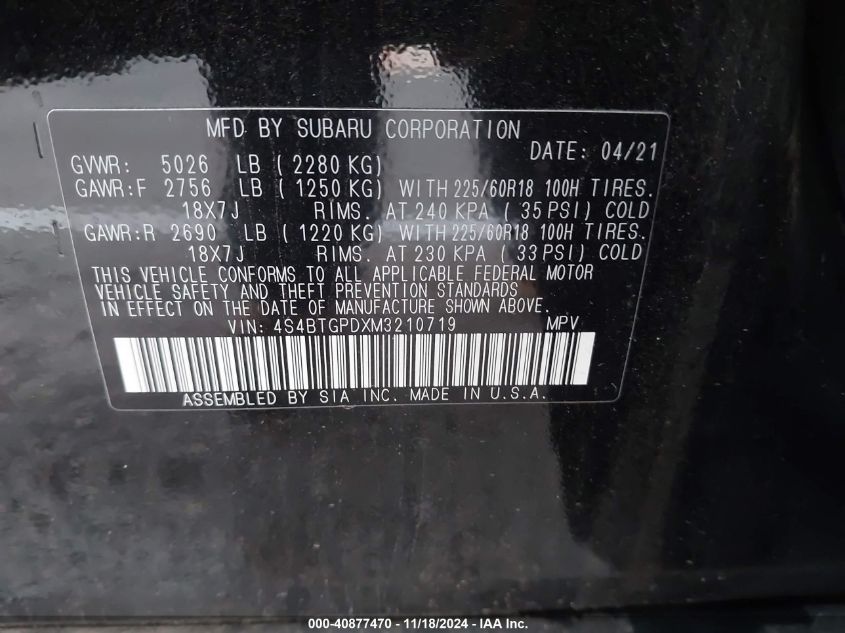 MFD BY SUBARU CORPORATION
DATE: 04/21
GVWR: 5026 LB ( 2280 KG)
GAWR:F 2756 LB ( 1250 KG) WITH 225/60R18 100H TIRES.
18X7J RIMS. AT 240 KPA ( 35 PSI) COLD
GAWR:R 2690 LB ( 1220 KG) WITH 225/60R18 100H TIRES.
18X7J RIMS. AT 230 KPA ( 33 PSI) COLD
THIS VEHICLE CONFORMS TO ALL APPLICABLE FEDERAL MOTOR
VEHICLE SAFETY AND THEFT PREVENTION STANDARDS
IN EFFECT ON THE DATE OF MANUFACTURE SHOWN ABOVE.
VIN: 4S4BTGPDXM3210719 MPV
ASSEMBLED BY SIA INC. MADE IN U.S.A.
000-40877470 - 11/18/2024 - IAA Inc.